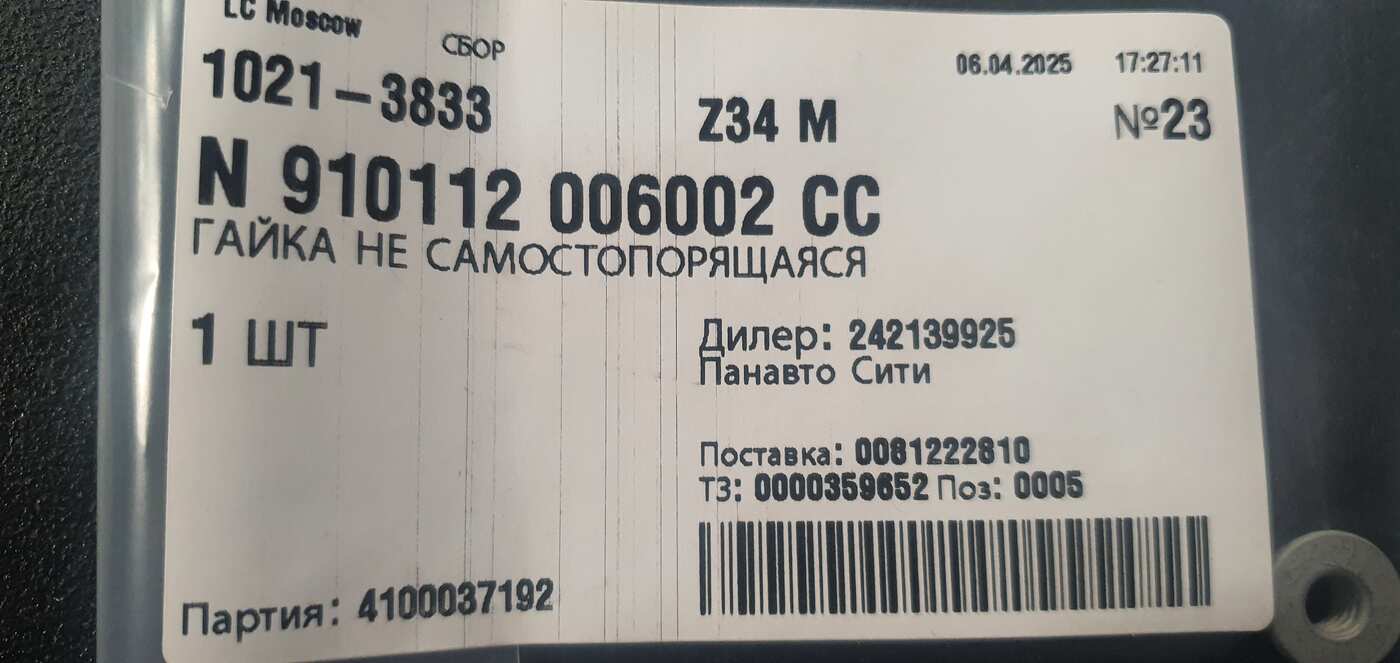 LC Moscow
СБОР
06.04.2025 17:27:11
1021-3833
Z34 M
№23
N 910112 006002 CC
ГАЙКА НЕ САМОСТОПОРЯЩАЯСЯ
1 ШТ
Дилер: 242139925
Панавто Сити
Поставка: 0081222810
ТЗ: 0000359652 Поз: 0005
Партия: 4100037192